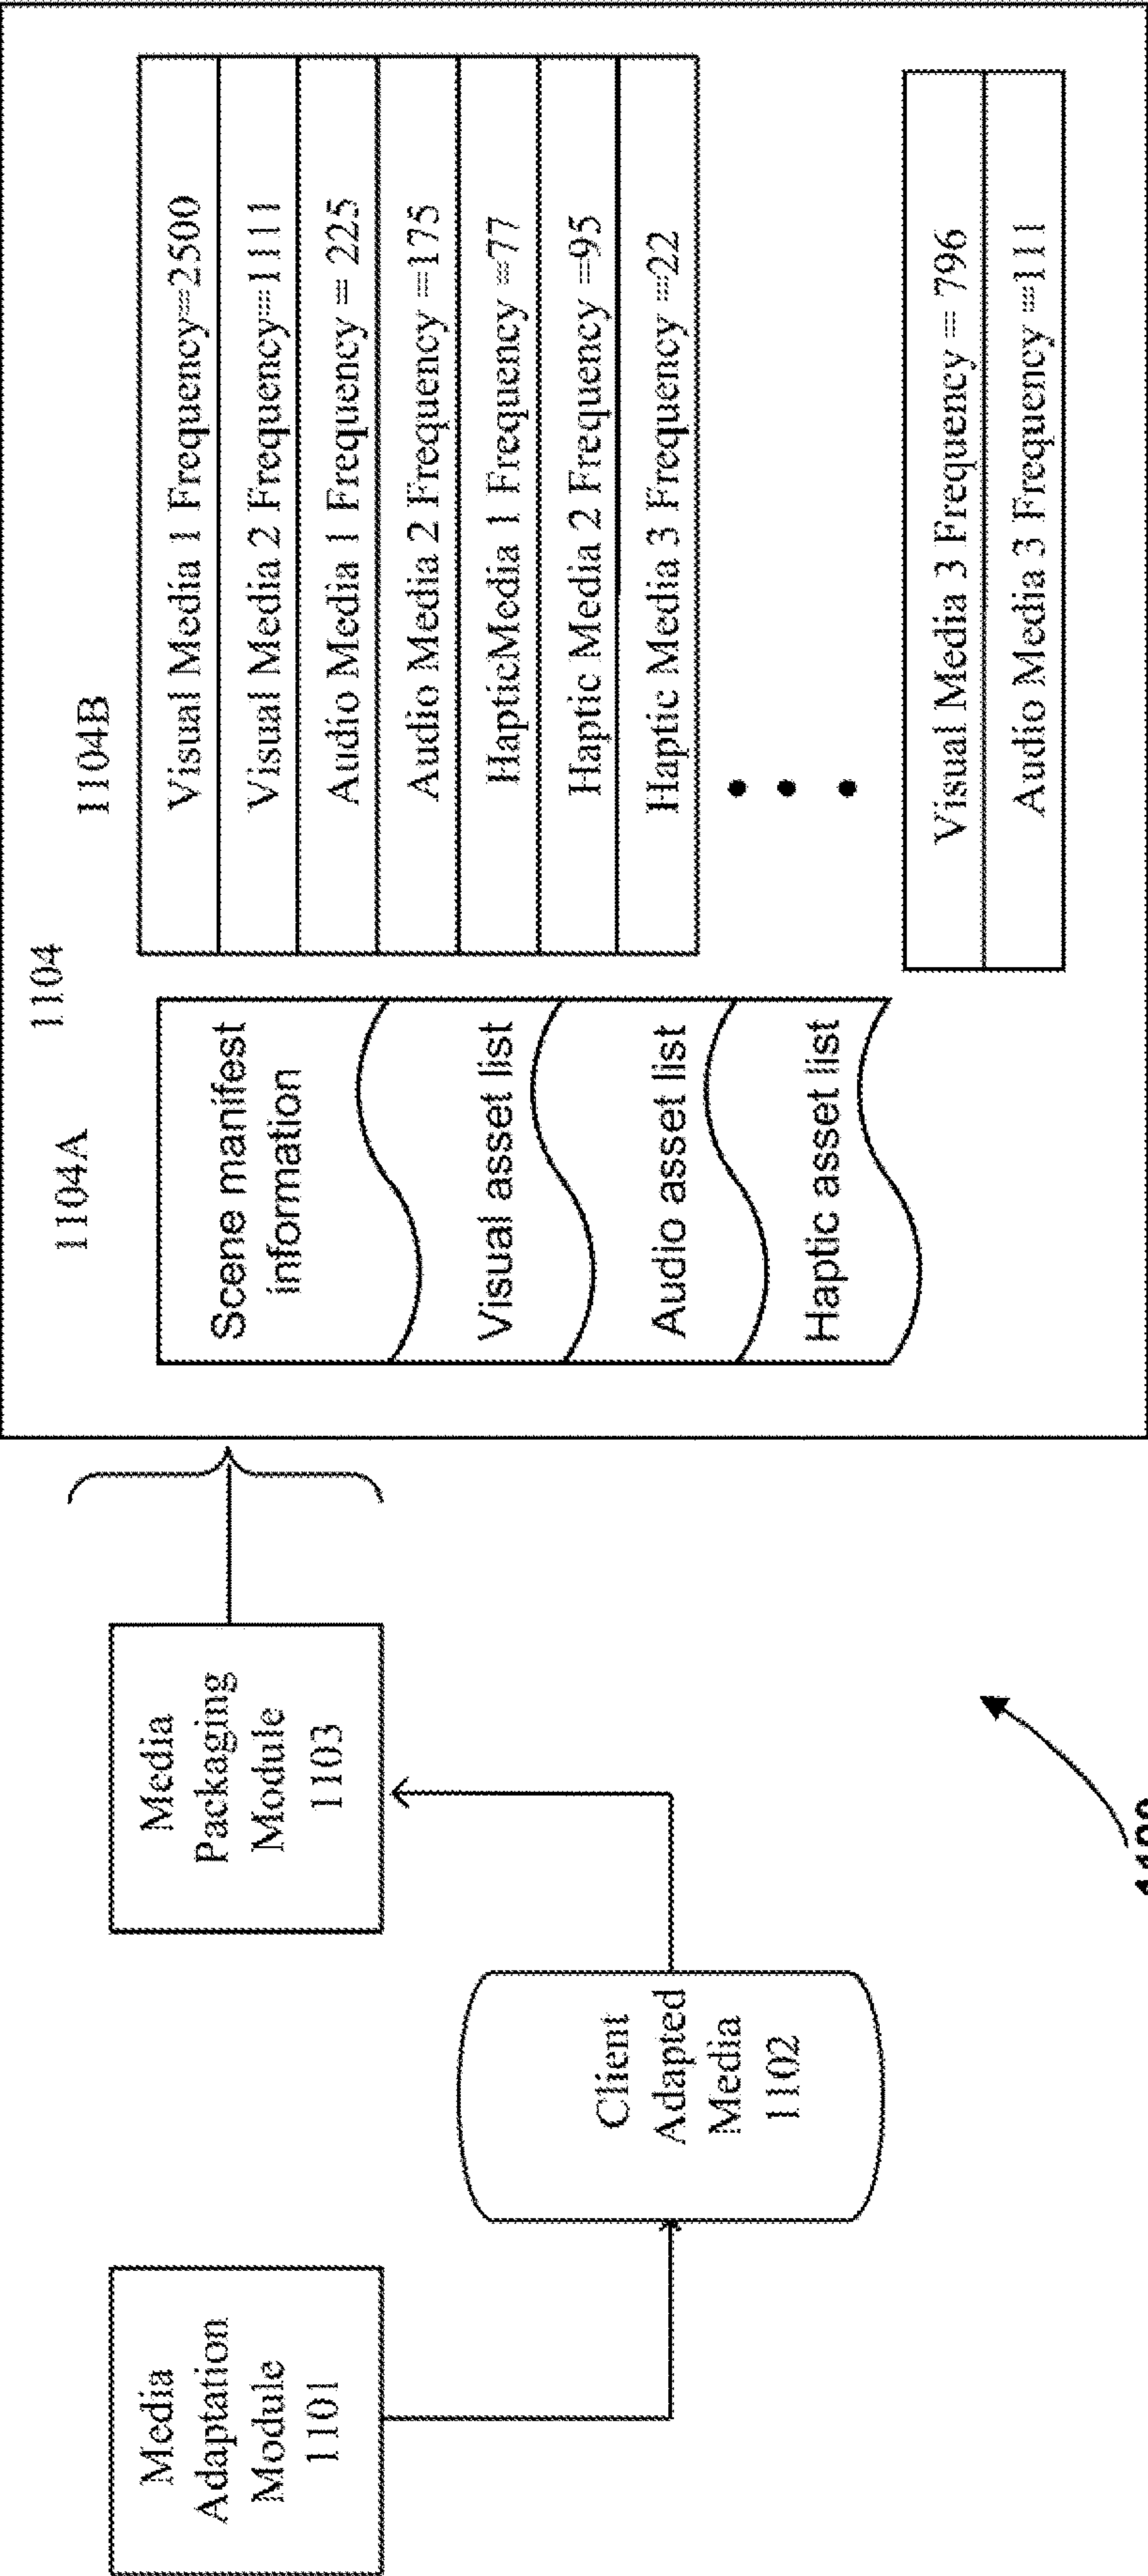 Media
Adaptation
Module
1101
Client
Adapted
Media
1102
Media
Packaging
Module
1103
1104
1104A
Scene manifest
information
Visual asset list
Audio asset list
Haptic asset list
1104B
Visual Media 1 Frequency=2500
Visual Media 2 Frequency=1111
Audio Media 1 Frequency = 225
Audio Media 2 Frequency =175
HapticMedia 1 Frequency =77
Haptic Media 2 Frequency =95
Haptic Media 3 Frequency =22
Visual Media 3 Frequency = 796
Audio Media 3 Frequency =111